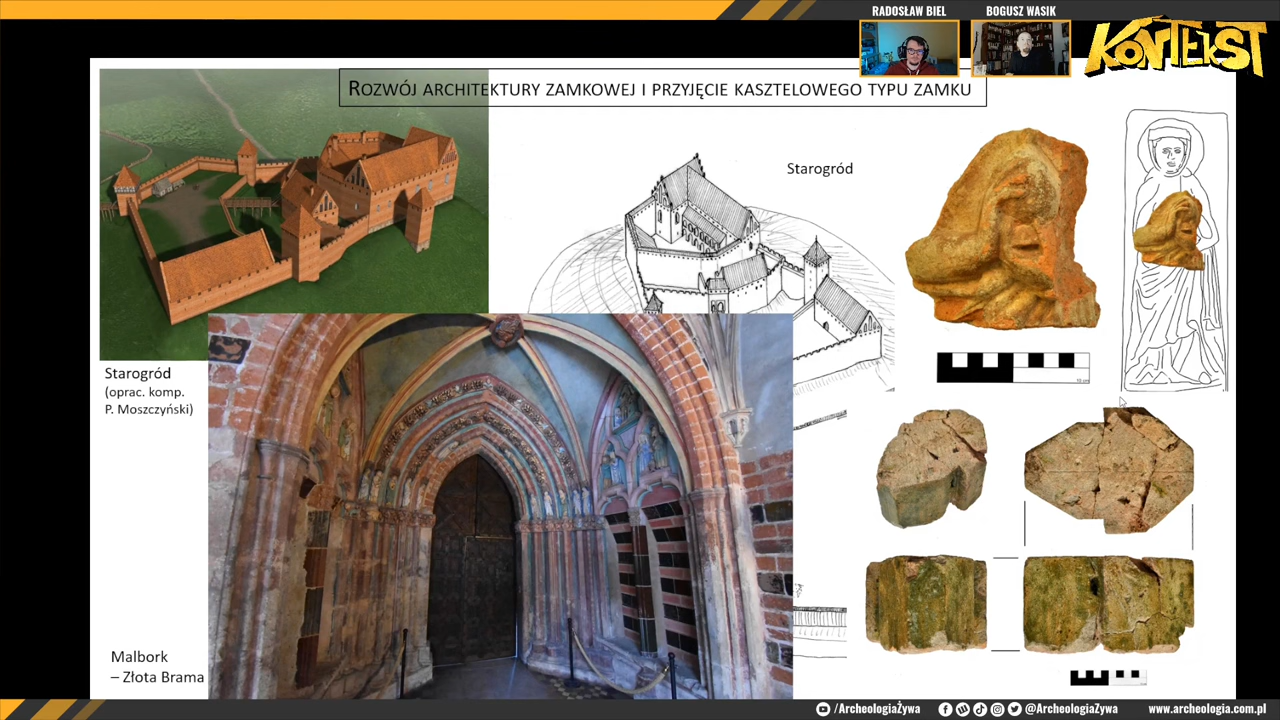 RADOSŁAW BIEL
BOGUSZ WASIK
KONTEKST
ROZWÓJ ARCHITEKTURY ZAMKOWEJ I PRZYJĘCIE KASZTELOWEGO TYPU ZAMKU
Starogród
Starogród
(oprac. komp.
P. Moszczyński)
Malbork
– Złota Brama
/ArcheologiaŻywa
@ArcheologiaŻywa
www.archeologia.com.pl